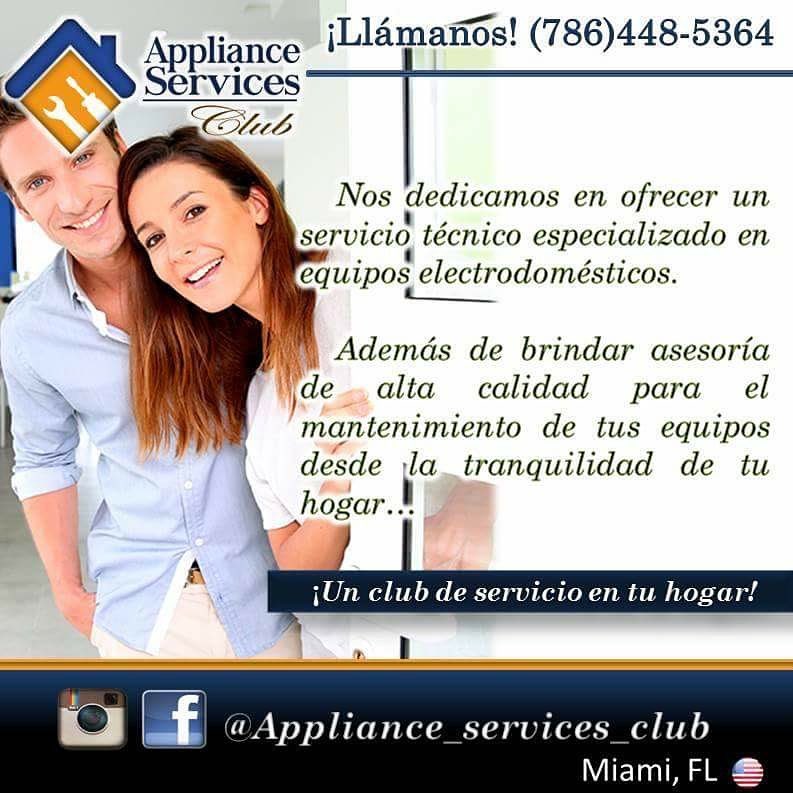 Appliance
Services
Club
¡Llámanos! (786)448-5364
Nos dedicamos en ofrecer un
servicio técnico especializado en
equipos electrodomésticos.
Además de brindar asesoría
de alta calidad para el
mantenimiento de tus equipos
desde la tranquilidad de tu
hogar...
¡Un club de servicio en tu hogar!
@Appliance_services_club
Miami, FL